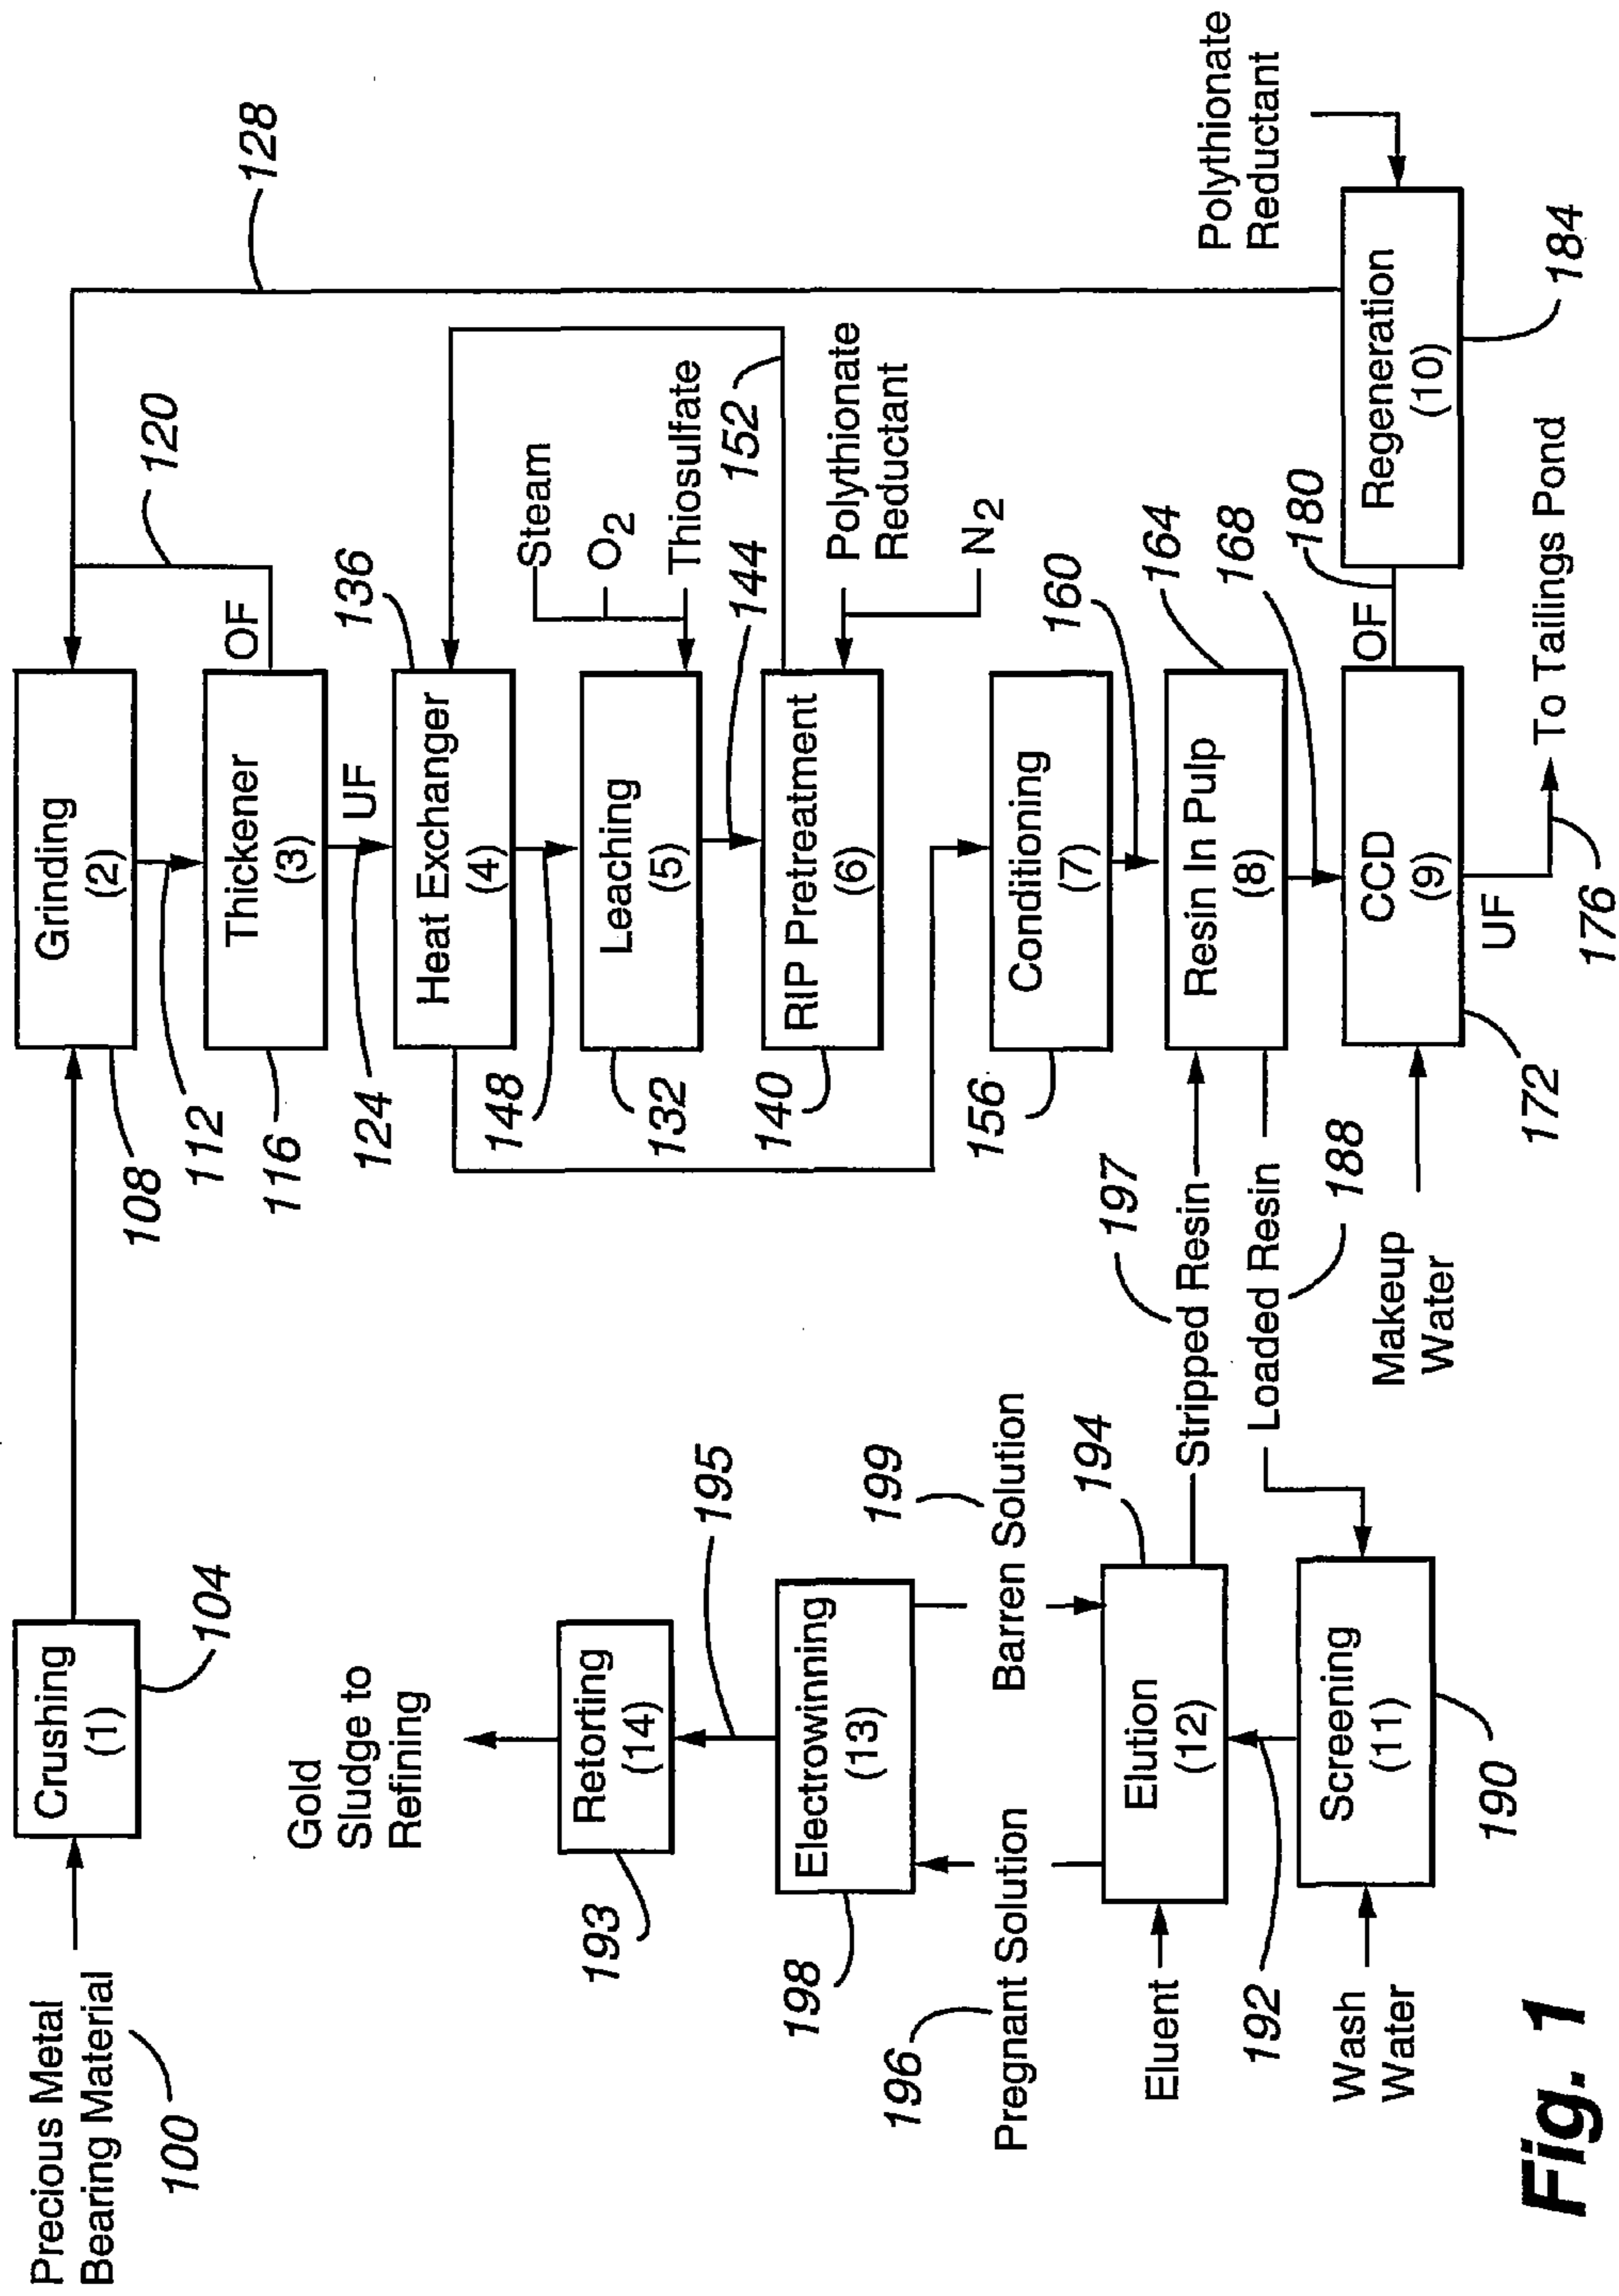 Precious Metal
Bearing Material
100
Crushing
(1)
104
Grinding
(2)
108
112
Thickener
(3)
116
OF
120
128
UF
124
Heat Exchanger
(4)
136
148
Leaching
(5)
132
Steam
O2
Thiosulfate
144
152
RIP Pretreatment
(6)
140
Polythionate
Reductant
N2
Conditioning
(7)
156
160
Resin In Pulp
(8)
164
168
Stripped Resin
197
Loaded Resin
188
CCD
(9)
172
Makeup
Water
UF
176
To Tailings Pond
OF
180
Regeneration
(10)
184
Polythionate
Reductant
Gold
Sludge to
Refining
Retorting
(14)
193
195
Electrowinning
(13)
198
Pregnant Solution
196
Barren Solution
199
Elution
(12)
194
Eluent
192
Screening
(11)
190
Wash
Water
Fig. 1